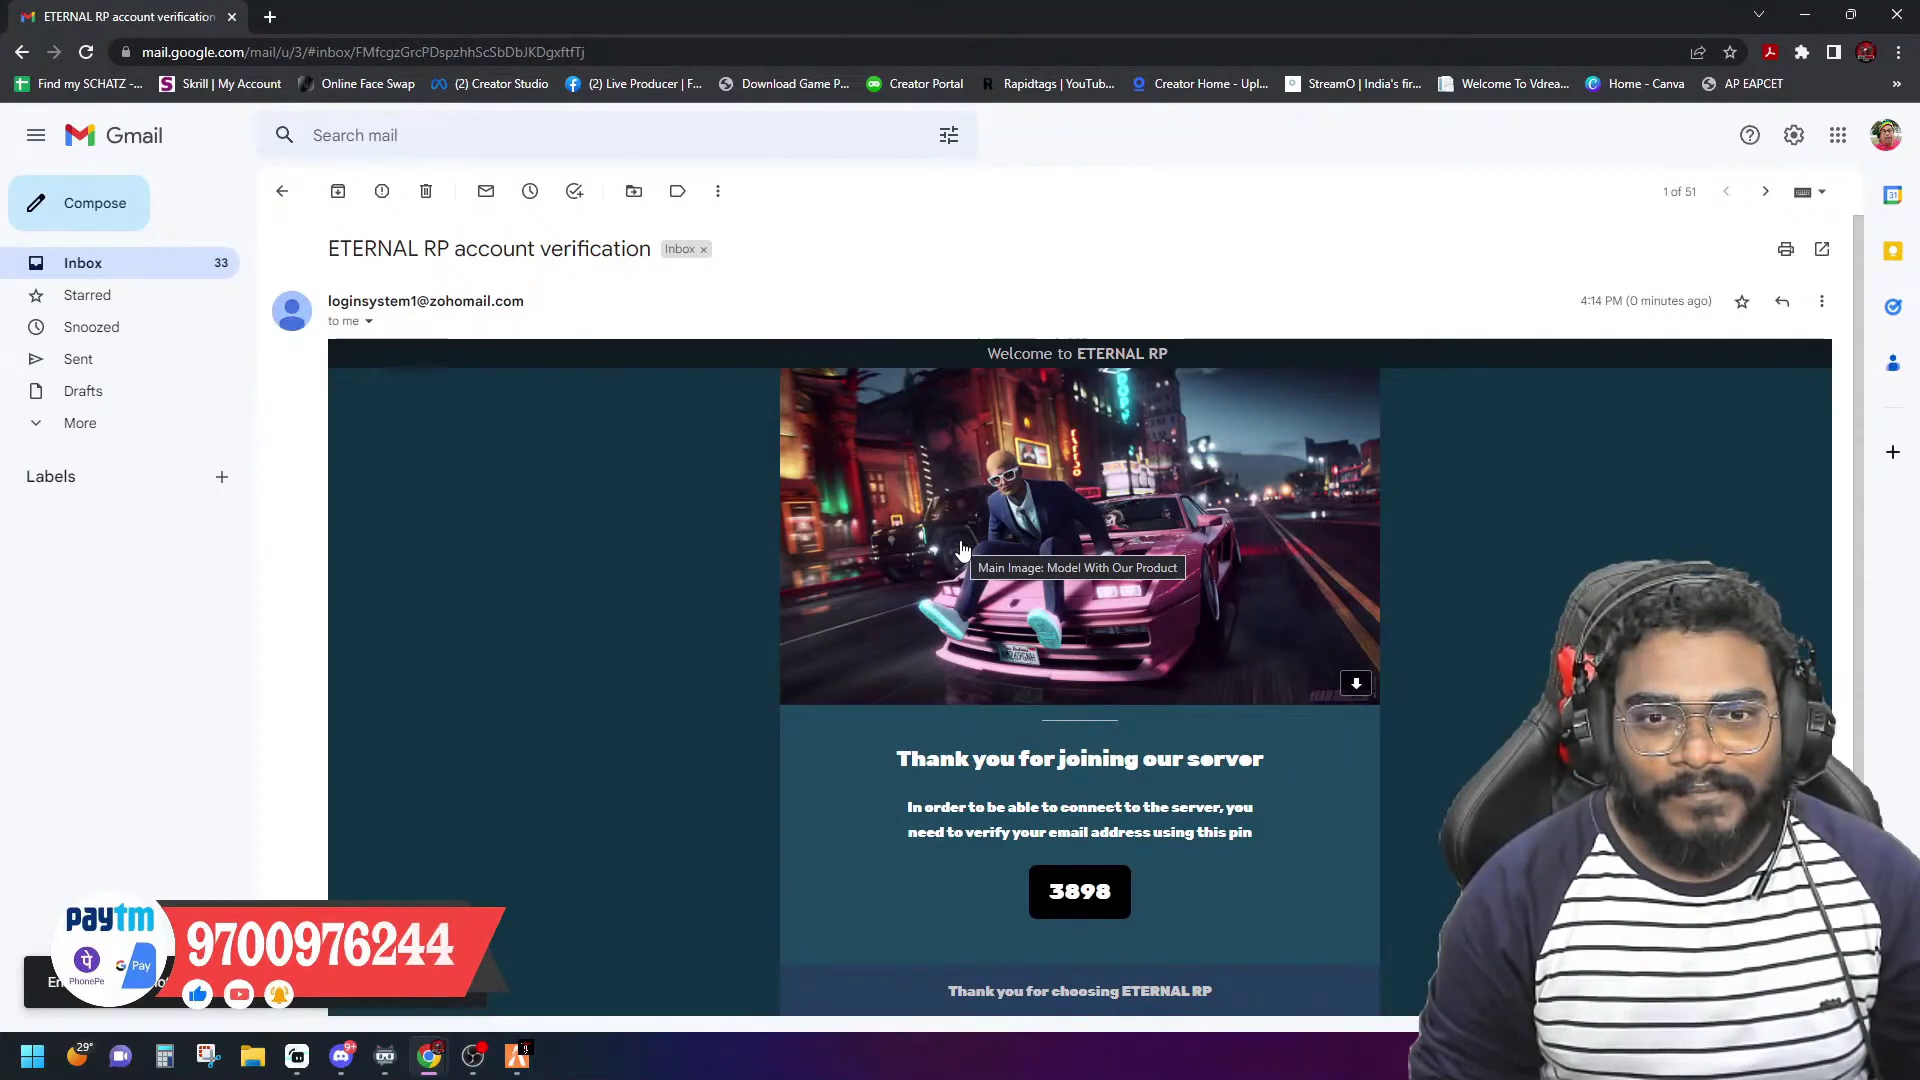 ETERNAL RP account verification
mail.google.com/mail/u/3/#inbox/FMfcgzGrcPDspzhhScSbDbJKDgxftfTj
Find my SCHATZ -...
Skrill | My Account
Online Face Swap
(2) Creator Studio
(2) Live Producer | F...
Download Game P...
Creator Portal
Rapidtags | YouTub...
Creator Home - Upl...
StreamO | India's fir...
Welcome To Vdrea...
Home - Canva
AP EAPCET
Gmail
Search mail
Compose
1 of 51
ETERNAL RP account verification
Inbox ×
Inbox 33
Starred
Snoozed
Sent
Drafts
More
Labels
loginsystem1@zohomail.com
4:14 PM (0 minutes ago)
to me
Welcome to ETERNAL RP
Main Image: Model With Our Product
Thank you for joining our server
In order to be able to connect to the server, you
need to verify your email address using this pin
3898
Thank you for choosing ETERNAL RP
paytm
PhonePe
G Pay
9700976244
29°
9+